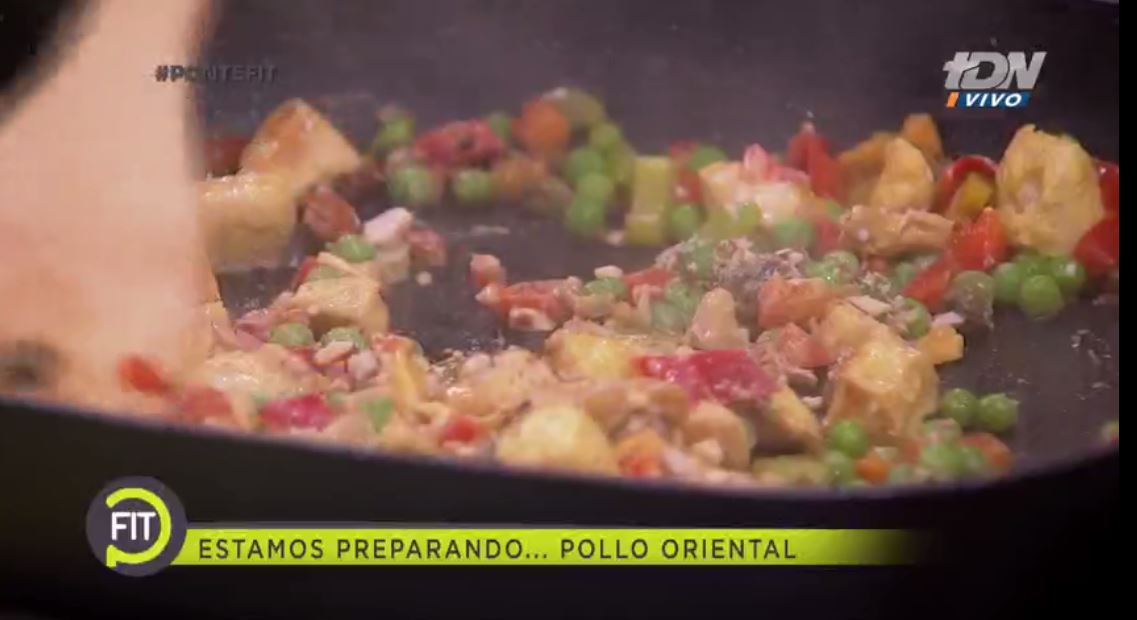 #PONTEFIT
tDN
VIVO
FIT
ESTAMOS PREPARANDO... POLLO ORIENTAL